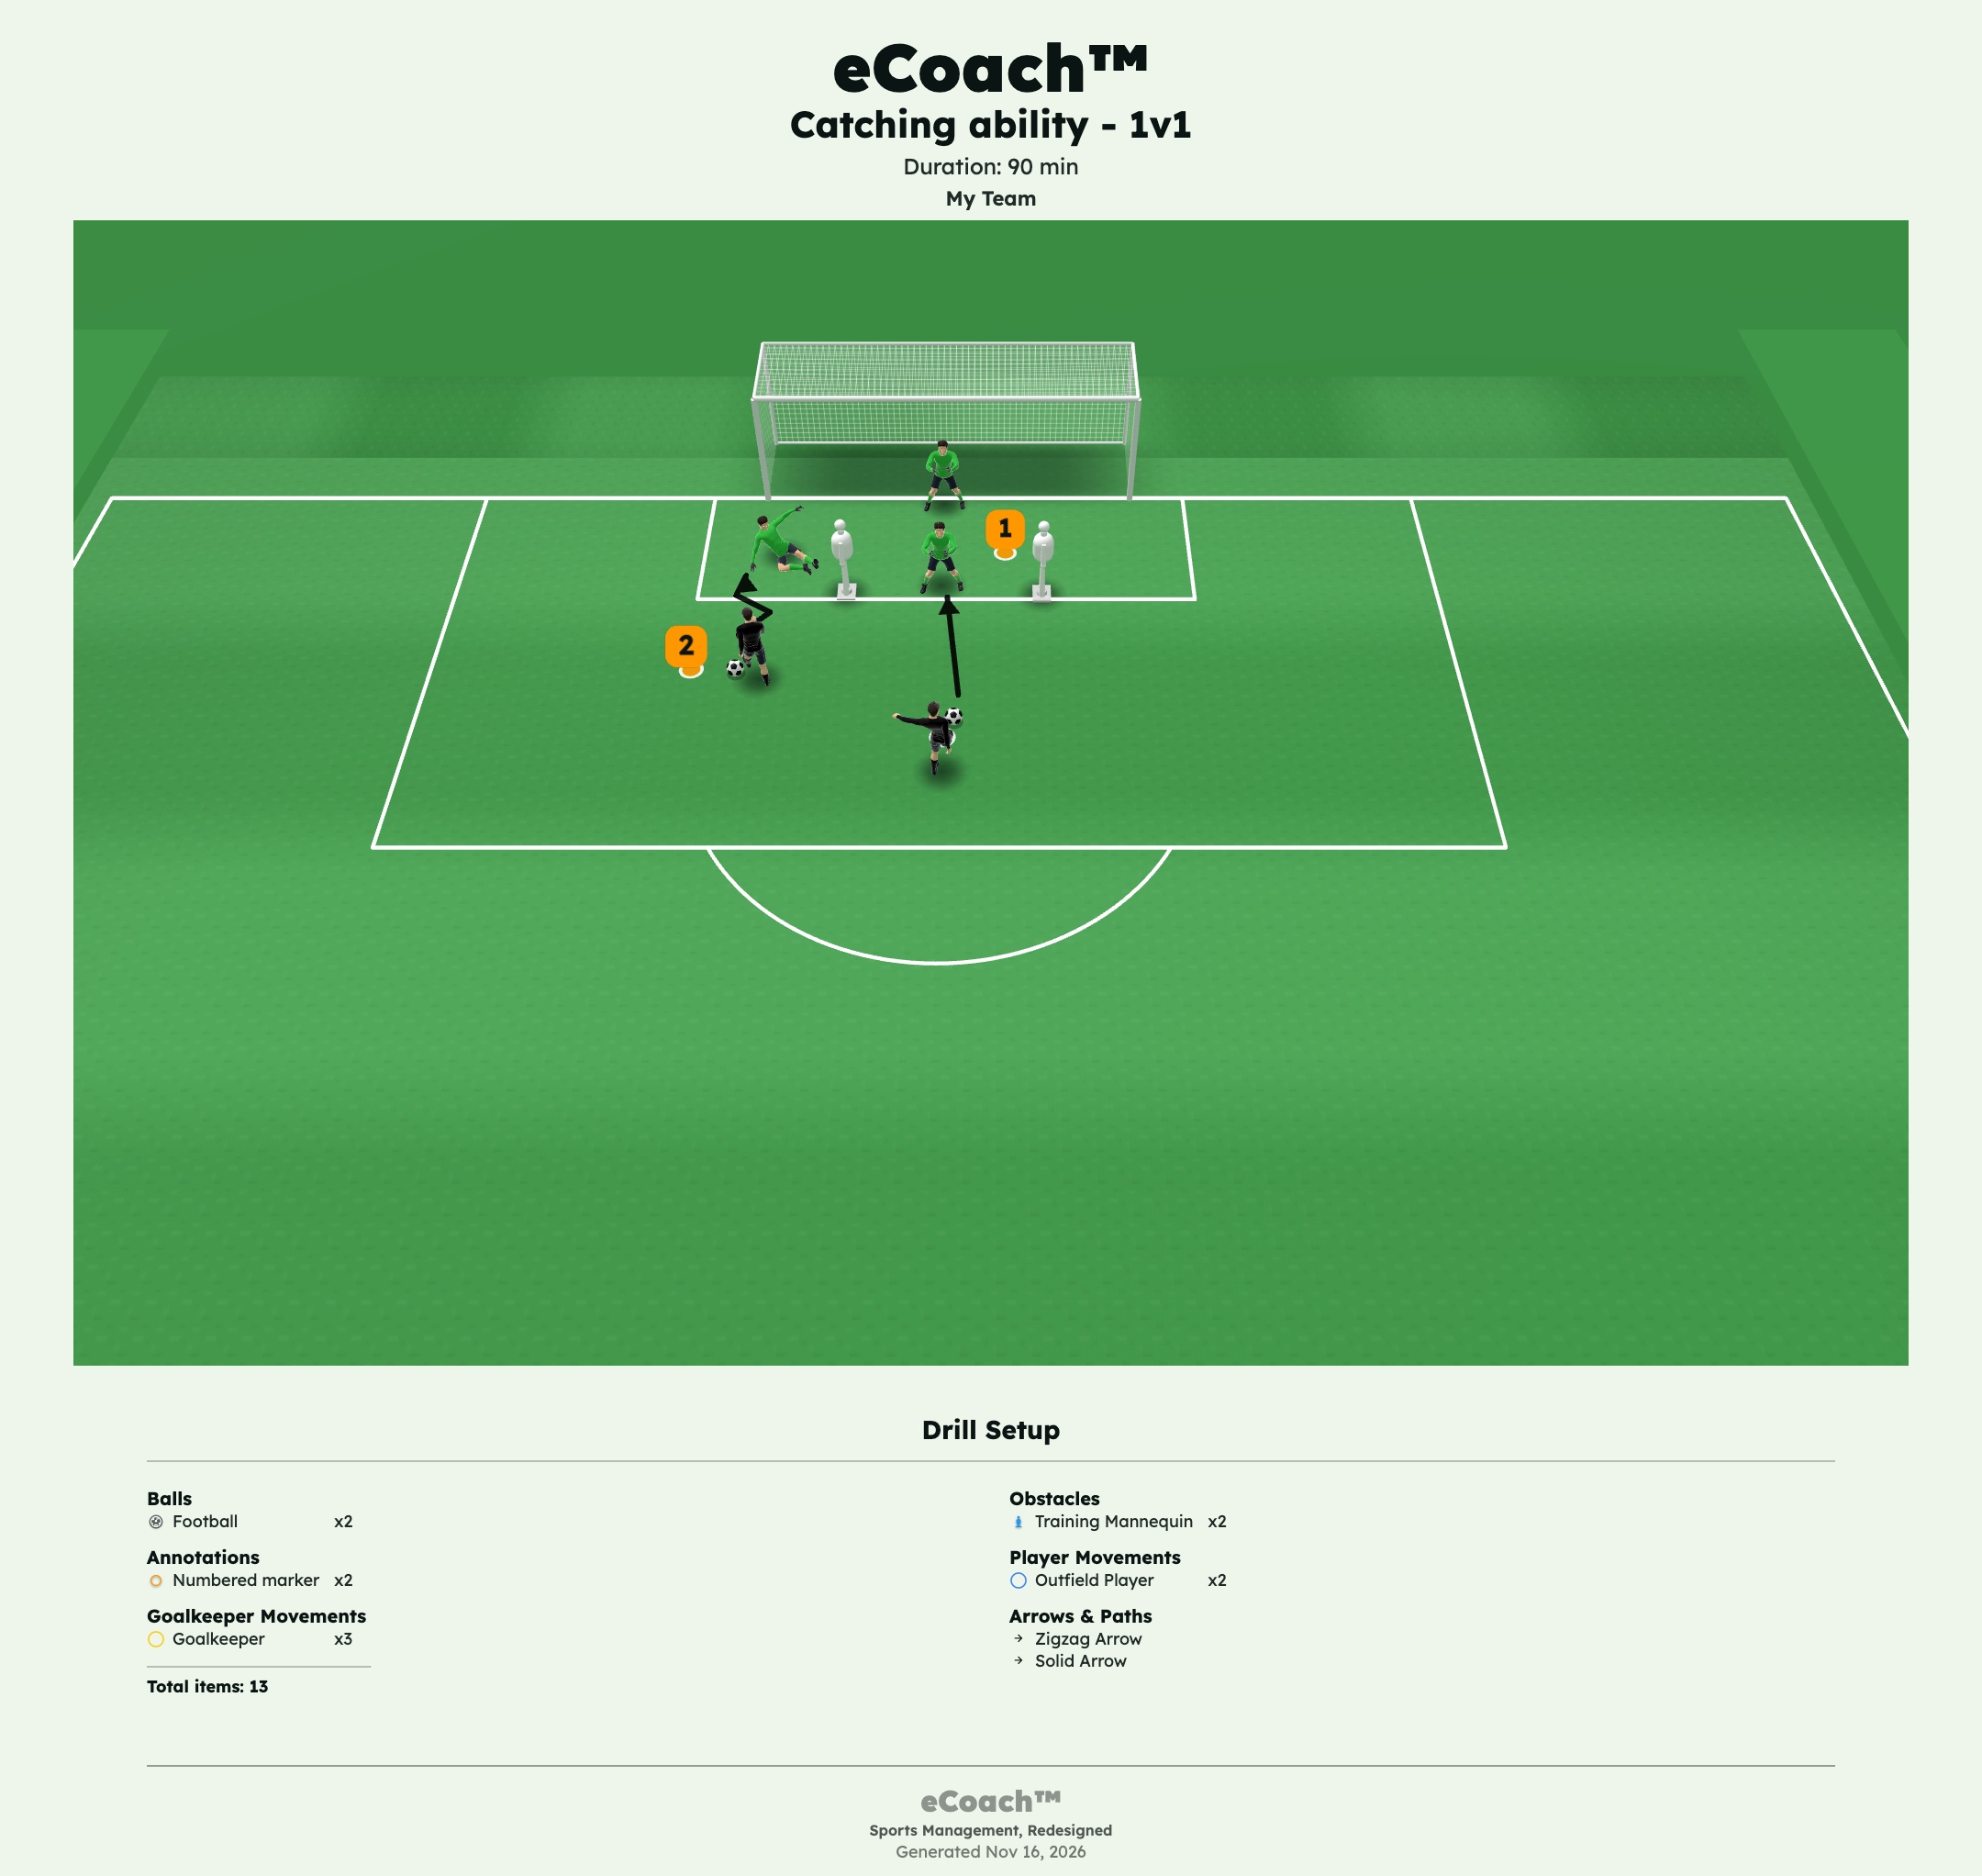 eCoach™
Catching ability - 1v1
Duration: 90 min
My Team
1
2
Drill Setup
Balls
Football x2
Annotations
Numbered marker x2
Goalkeeper Movements
Goalkeeper x3
Total items: 13
Obstacles
Training Mannequin x2
Player Movements
Outfield Player x2
Arrows & Paths
Zigzag Arrow
Solid Arrow
eCoach™
Sports Management, Redesigned
Generated Nov 16, 2026